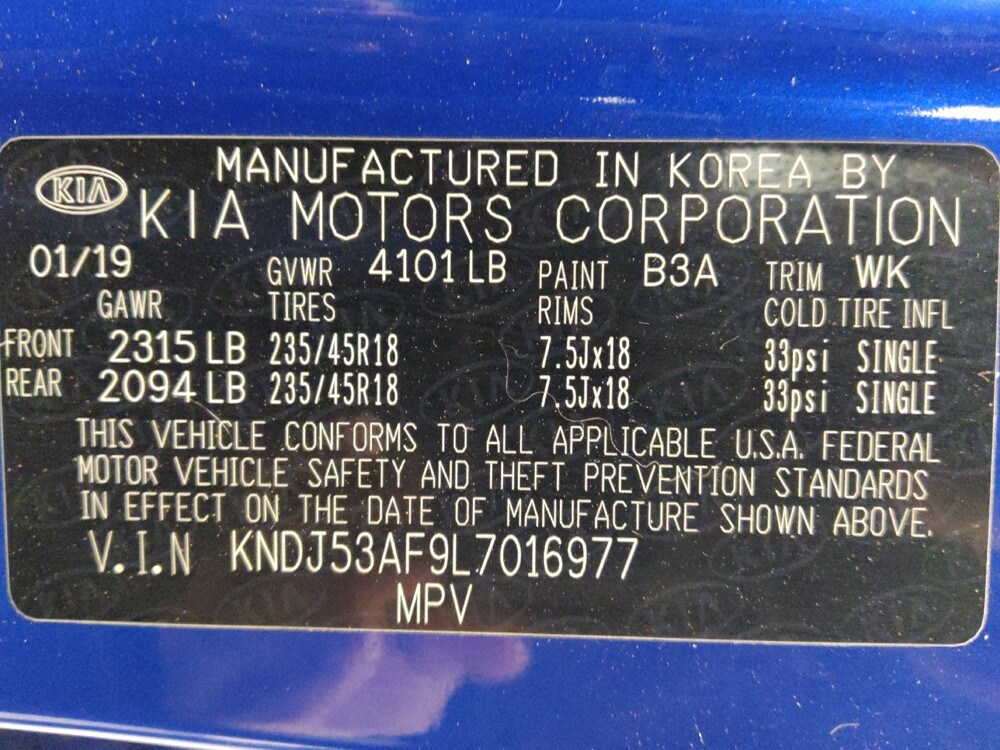 MANUFACTURED IN KOREA BY
KIA KIA MOTORS CORPORATION
01/19 GVWR 4101 LB PAINT B3A TRIM WK
GAWR TIRES RIMS COLD TIRE INFL
FRONT 2315 LB 235/45R18 7.5Jx18 33psi SINGLE
REAR 2094 LB 235/45R18 7.5Jx18 33psi SINGLE
THIS VEHICLE CONFORMS TO ALL APPLICABLE U.S.A. FEDERAL
MOTOR VEHICLE SAFETY AND THEFT PREVENTION STANDARDS
IN EFFECT ON THE DATE OF MANUFACTURE SHOWN ABOVE.
V.I.N KNDJ53AF9L7016977
MPV